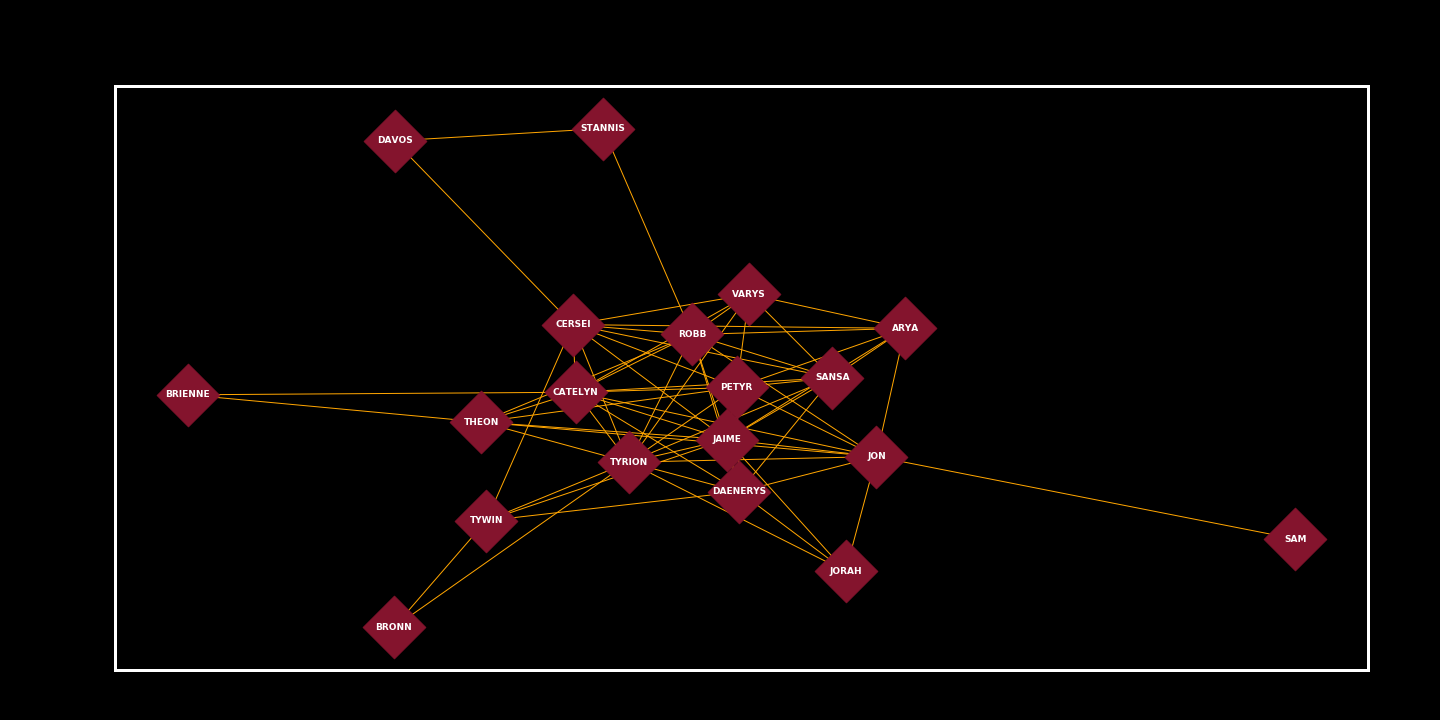 STANNIS
DAVOS
VARYS
CERSEI
ARYA
ROBB
SANSA
PETYR
CATELYN
BRIENNE
THEON
JAIME
JON
TYRION
DAENERYS
TYWIN
SAM
JORAH
BRONN